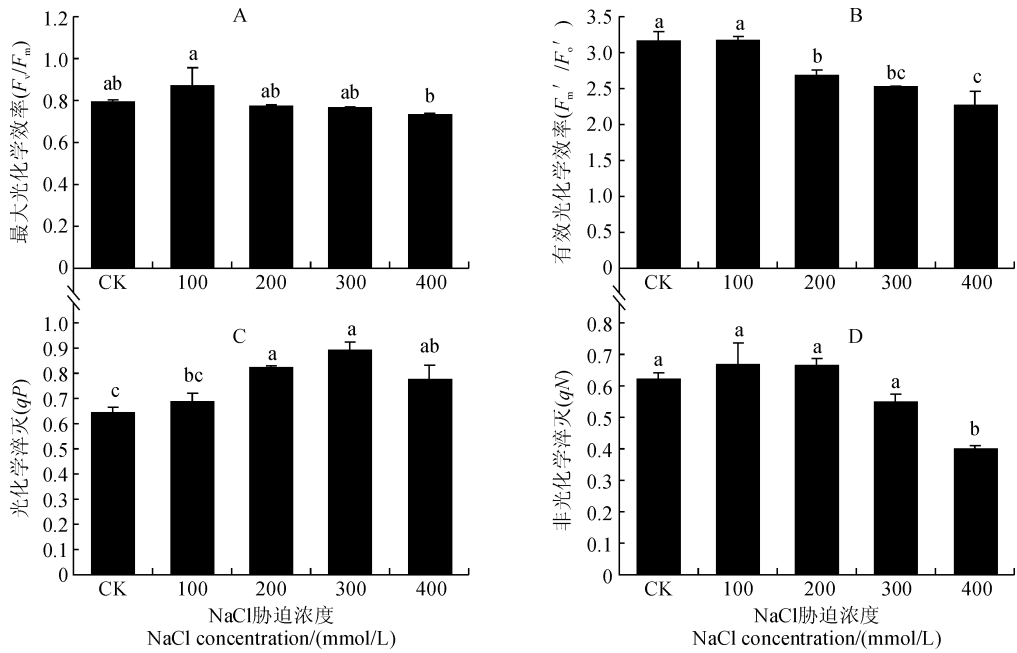 A
最大光化学效率(Fv/Fm)
1.2
1.0
0.8
0.6
0.4
0.2
0
ab
a
ab
ab
b
CK
100
200
300
400
B
有效光化学效率(Fm′/Fo′)
3.5
3.0
2.5
2.0
1.5
1.0
0.5
0
a
a
b
bc
c
CK
100
200
300
400
C
光化学淬灭(qP)
1.0
0.9
0.8
0.7
0.6
0.5
0.4
0.3
0.2
0.1
0
c
bc
a
a
ab
CK
100
200
300
400
NaCl胁迫浓度
NaCl concentration/(mmol/L)
D
非光化学淬灭(qN)
0.8
0.7
0.6
0.5
0.4
0.3
0.2
0.1
0
a
a
a
a
b
CK
100
200
300
400
NaCl胁迫浓度
NaCl concentration/(mmol/L)